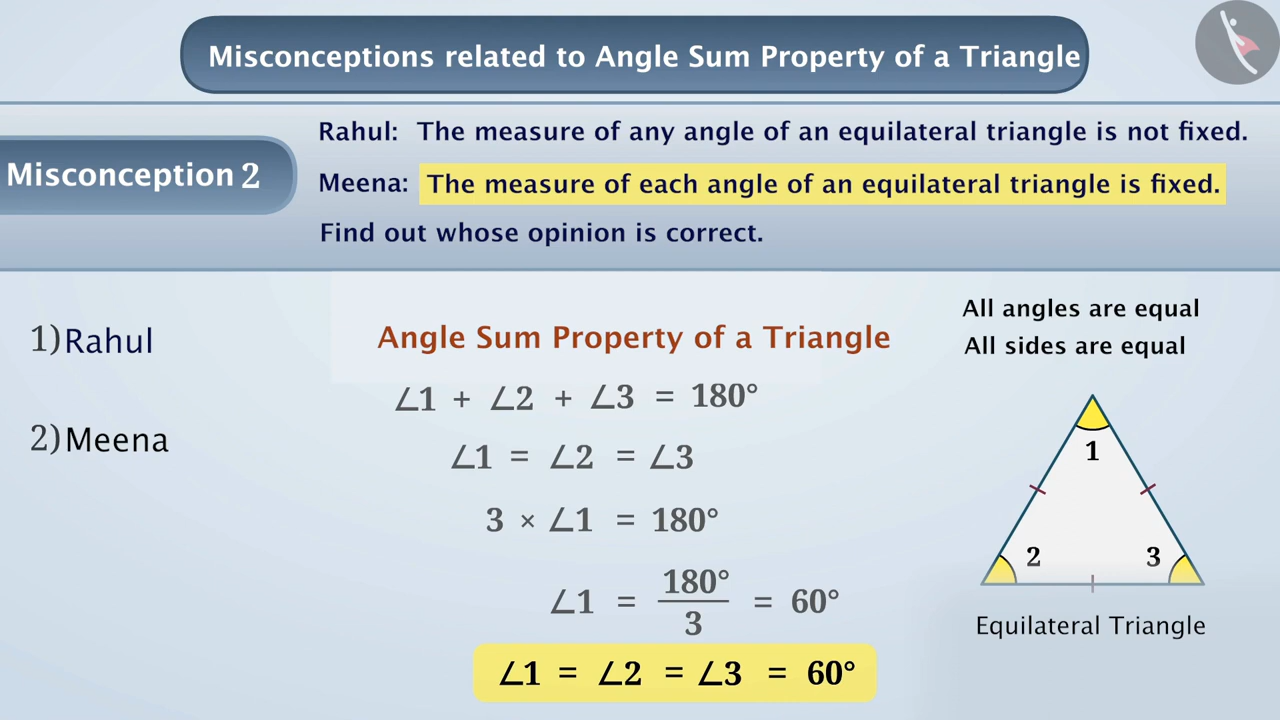 Misconceptions related to Angle Sum Property of a Triangle
Misconception 2
Rahul: The measure of any angle of an equilateral triangle is not fixed.
Meena: The measure of each angle of an equilateral triangle is fixed.
Find out whose opinion is correct.
1) Rahul
2) Meena
Angle Sum Property of a Triangle
∠1 + ∠2 + ∠3 = 180°
∠1 = ∠2 = ∠3
3 × ∠1 = 180°
∠1 = 180°/3 = 60°
∠1 = ∠2 = ∠3 = 60°
All angles are equal
All sides are equal
1
2 3
Equilateral Triangle